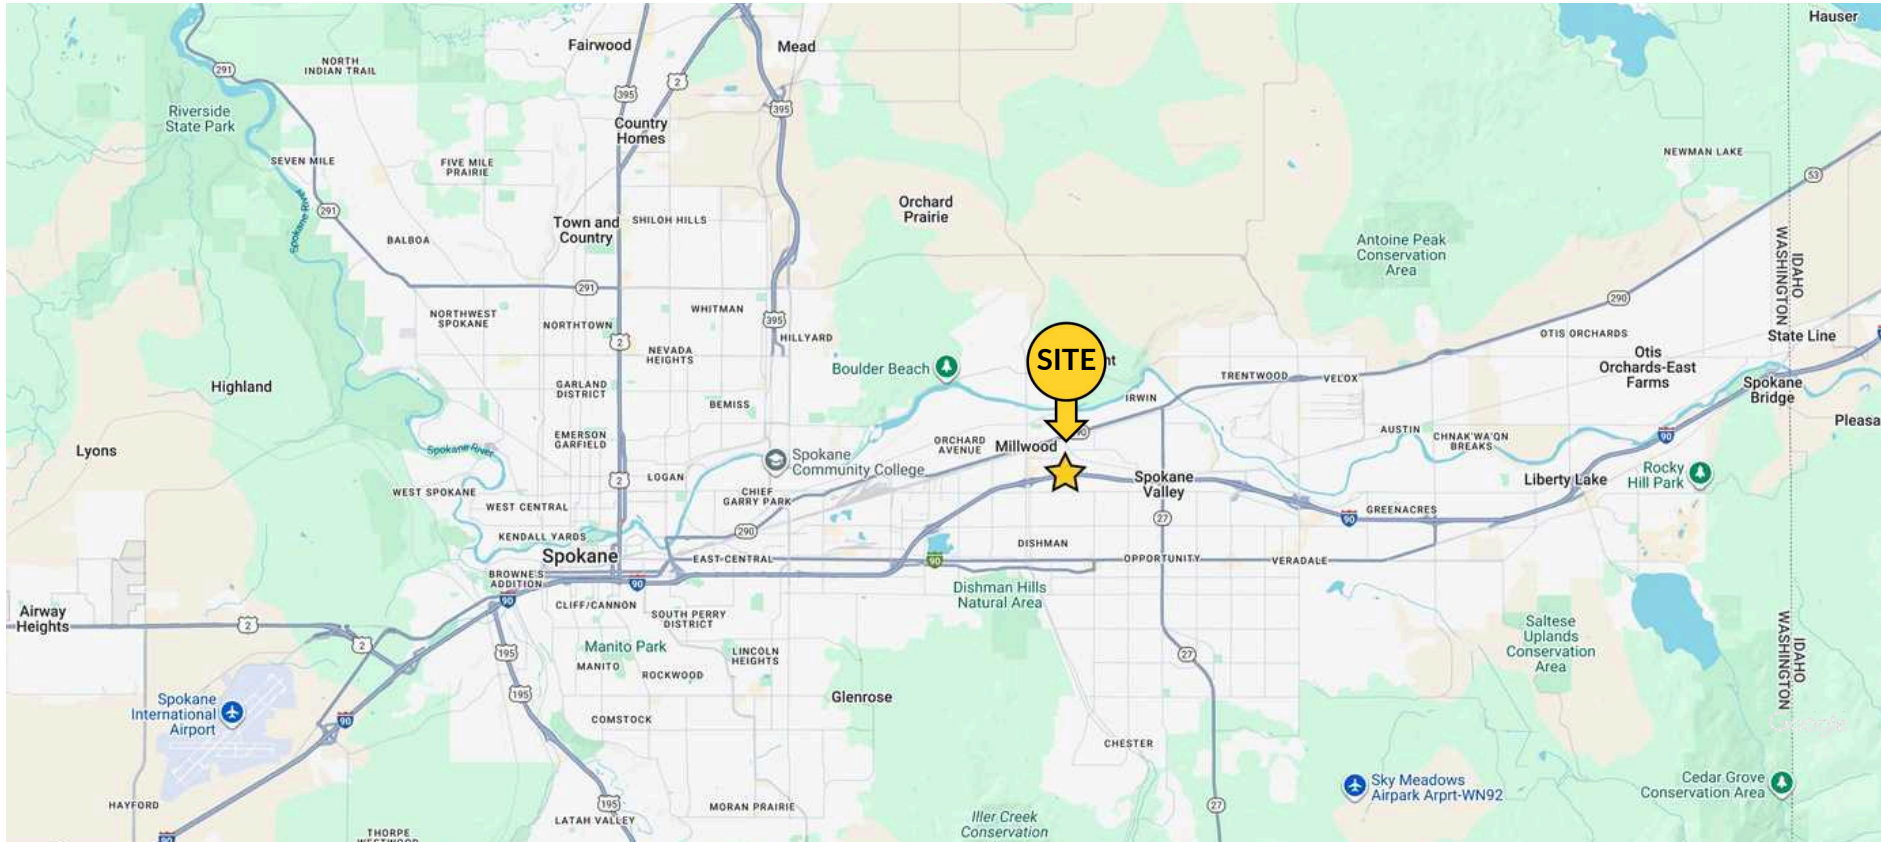 Hauser
Fairwood
Mead
NORTH
INDIAN TRAIL
291
2
395
395
Riverside
State Park
Country
Homes
SEVEN MILE
FIVE MILE
PRAIRIE
NEWMAN LAKE
53
291
Spokane River
Orchard
Prairie
Town and
Country
SHILOH HILLS
BALBOA
Antoine Peak
Conservation
Area
IDAHO
WASHINGTON
291
290
NORTHWEST
SPOKANE
NORTHTOWN
WHITMAN
395
HILLYARD
2
OTIS ORCHARDS
State Line
NEVADA
HEIGHTS
SITE
nt
Boulder Beach
Otis
Orchards-East
Farms
TRENTWOOD
VELOX
Highland
GARLAND
DISTRICT
Spokane
Bridge
BEMISS
IRWIN
Pleasa
EMERSON
GARFIELD
ORCHARD
AVENUE
Millwood
90
AUSTIN
CHNAK'WA'QN
BREAKS
90
Lyons
Spokane River
Spokane
Community College
LOGAN
2
Spokane
Valley
Liberty Lake
Rocky
Hill Park
WEST SPOKANE
WEST CENTRAL
CHIEF
GARRY PARK
27
90
GREENACRES
KENDALL YARDS
290
Spokane
EAST-CENTRAL
90
DISHMAN
OPPORTUNITY
VERADALE
BROWNE'S
ADDITION
90
90
Dishman Hills
Natural Area
CLIFF/CANNON
SOUTH PERRY
DISTRICT
Airway
Heights
2
2
195
Manito Park
MANITO
LINCOLN
HEIGHTS
ROCKWOOD
27
Saltese
Uplands
Conservation
Area
IDAHO
WASHINGTON
195
Spokane
International
Airport
90
Glenrose
COMSTOCK
CHESTER
Sky Meadows
Airpark Arprt-WN92
Cedar Grove
Conservation Area
HAYFORD
195
MORAN PRAIRIE
LATAH VALLEY
27
Iller Creek
Conservation
THORPE
90